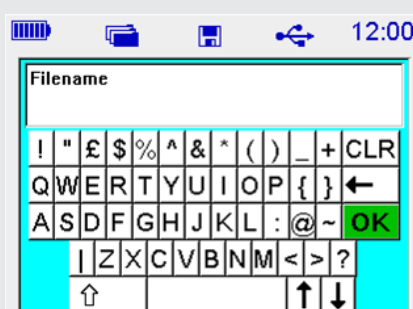 12:00
Filename
! " £ $ % ^ & * ( ) _ + CLR
Q W E R T Y U I O P { } ←
A S D F G H J K L : @ ~ OK
| Z X C V B N M < > ?
⇧ ↑ ↓